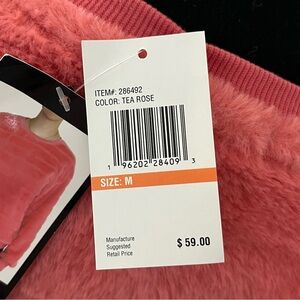 ITEM#: 286492
COLOR: TEA ROSE
1 96202 28409 3
SIZE: M
Manufacture
Suggested
Retail Price
$ 59.00